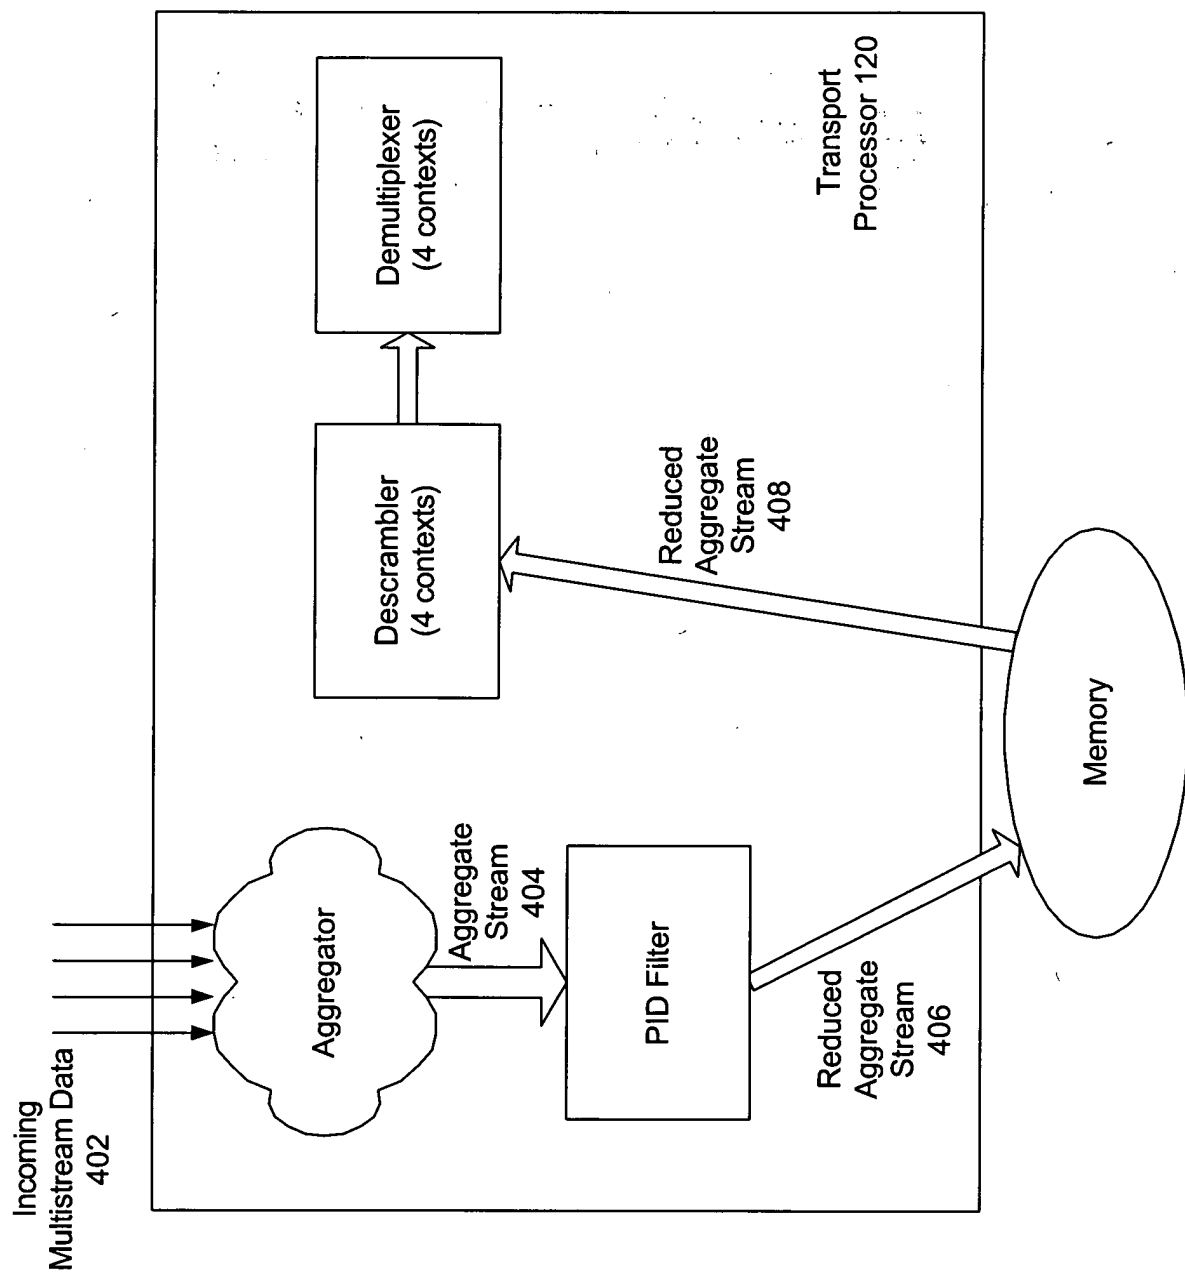 Incoming
Multistream Data
402
Aggregator
Aggregate
Stream
404
PID Filter
Reduced
Aggregate
Stream
406
Memory
Reduced
Aggregate
Stream
408
Descrambler
(4 contexts)
Demultiplexer
(4 contexts)
Transport
Processor 120